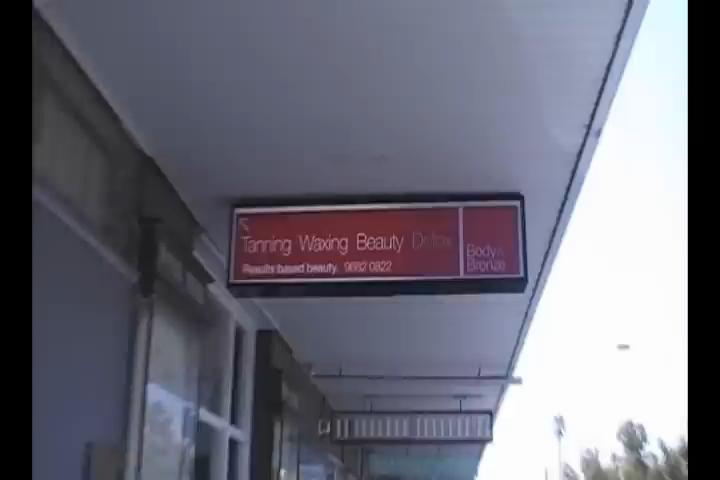 Tanning Waxing Beauty Detox
Results based beauty. 9682 0822
Body&
Bronze